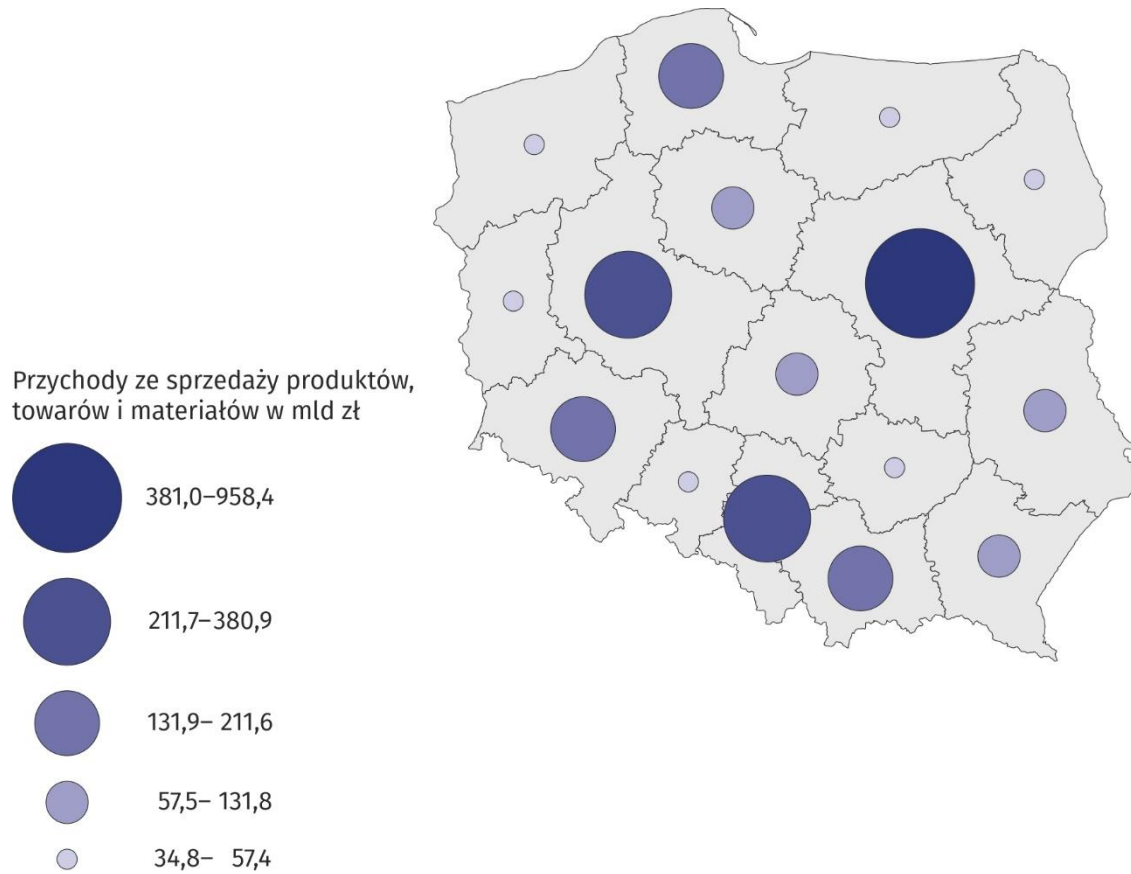 Przychody ze sprzedaży produktów,
towarów i materiałów w mld zł
381,0–958,4
211,7–380,9
131,9– 211,6
57,5– 131,8
34,8– 57,4